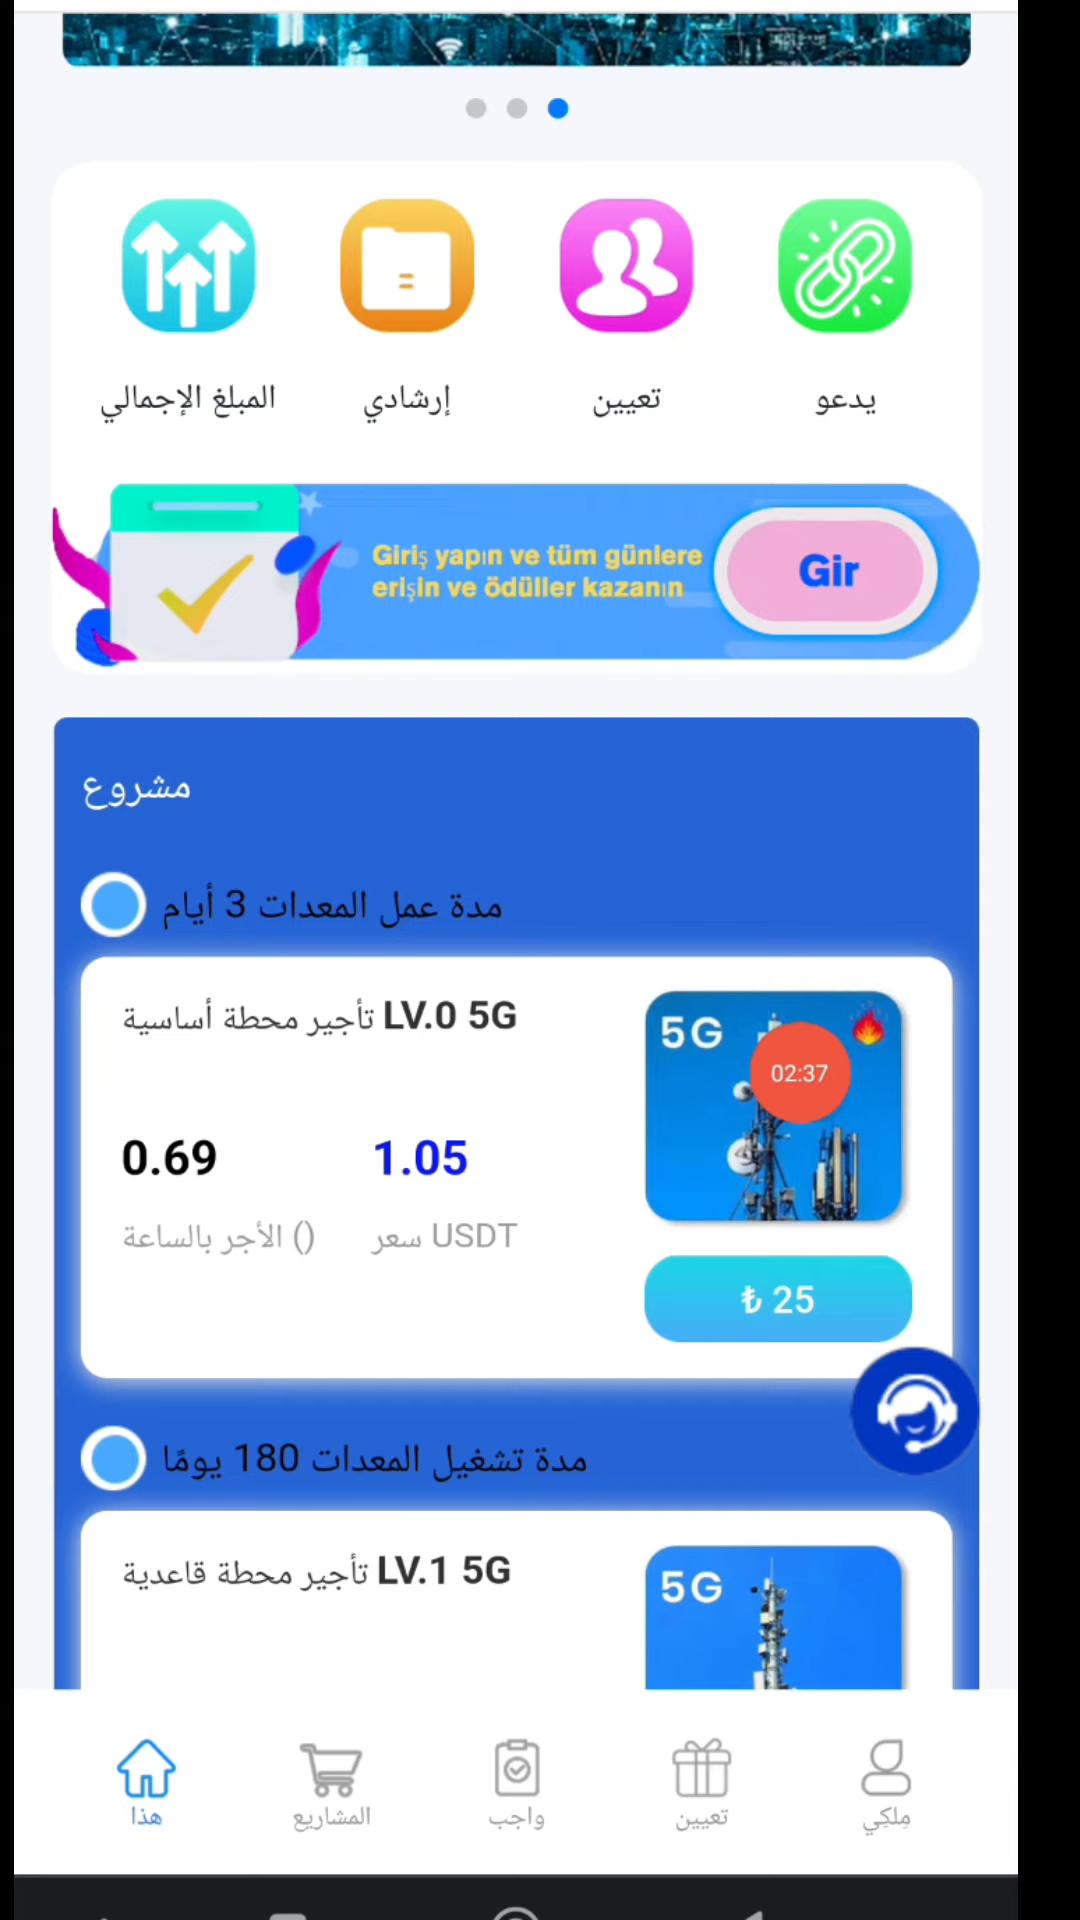 المبلغ الإجمالي
إرشادي
تعيين
يدعو
Giriş yapın ve tüm günlere
erişin ve ödüller kazanın
Gir
مشروع
مدة عمل المعدات 3 أيام
تأجير محطة أساسية LV.0 5G
5G
02:37
0.69
1.05
الأجر بالساعة ()
سعر USDT
₺ 25
مدة تشغيل المعدات 180 يومًا
تأجير محطة قاعدية LV.1 5G
5G
هذا
المشاريع
واجب
تعيين
مِلكِي